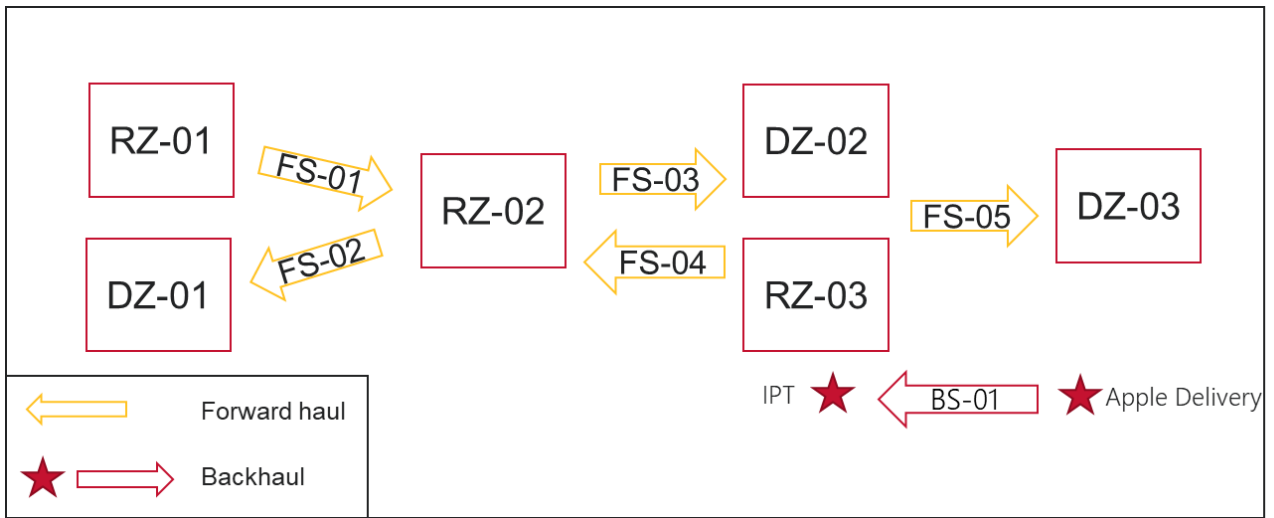 RZ-01
FS-01
RZ-02
FS-03
DZ-02
FS-05
DZ-03
DZ-01
FS-02
FS-04
RZ-03
IPT
BS-01
Apple Delivery
Forward haul
Backhaul